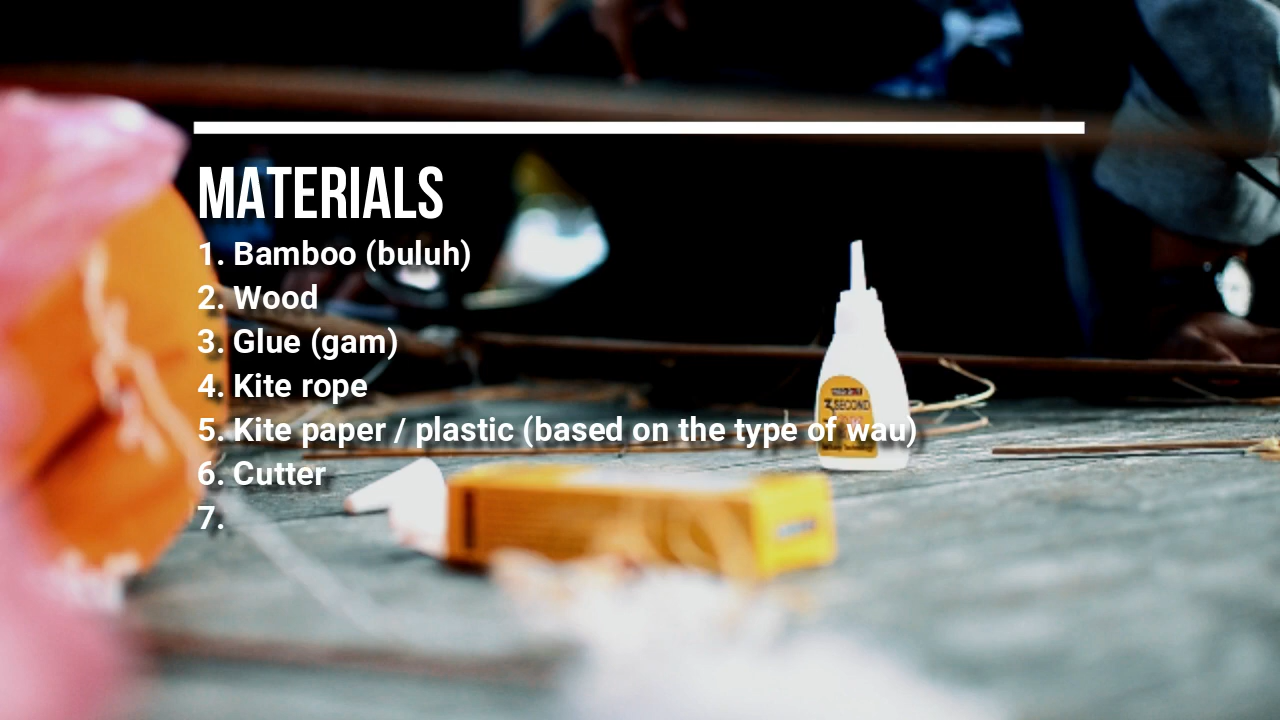 MATERIALS
1. Bamboo (buluh)
2. Wood
3. Glue (gam)
4. Kite rope
5. Kite paper / plastic (based on the type of wau)
6. Cutter
7.
SECOND